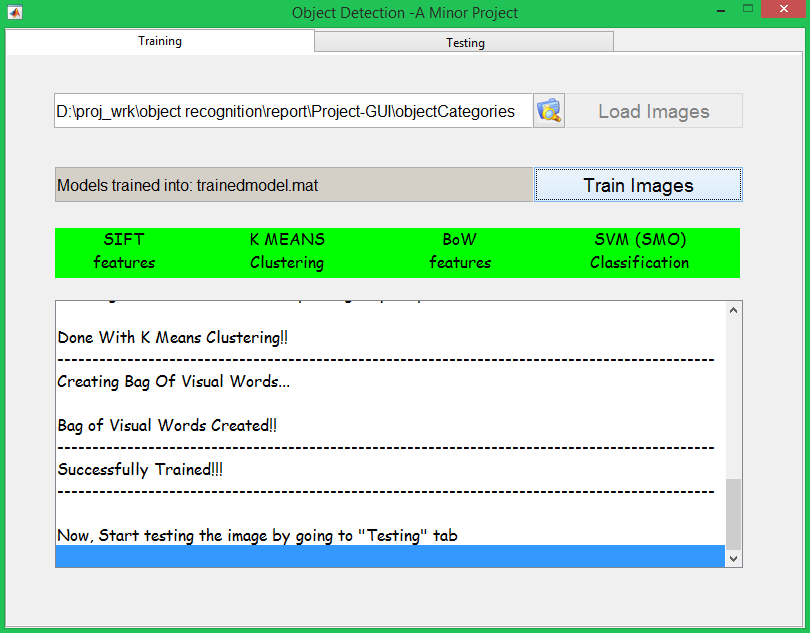 Object Detection -A Minor Project
Training
Testing
D:\proj_wrk\object recognition\report\Project-GUI\objectCategories
Load Images
Models trained into: trainedmodel.mat
Train Images
SIFT features
K MEANS Clustering
BoW features
SVM (SMO) Classification
Done With K Means Clustering!!
--------------------------------------------------------------------------------
Creating Bag Of Visual Words...
Bag of Visual Words Created!!
--------------------------------------------------------------------------------
Successfully Trained!!!
--------------------------------------------------------------------------------
Now, Start testing the image by going to "Testing" tab